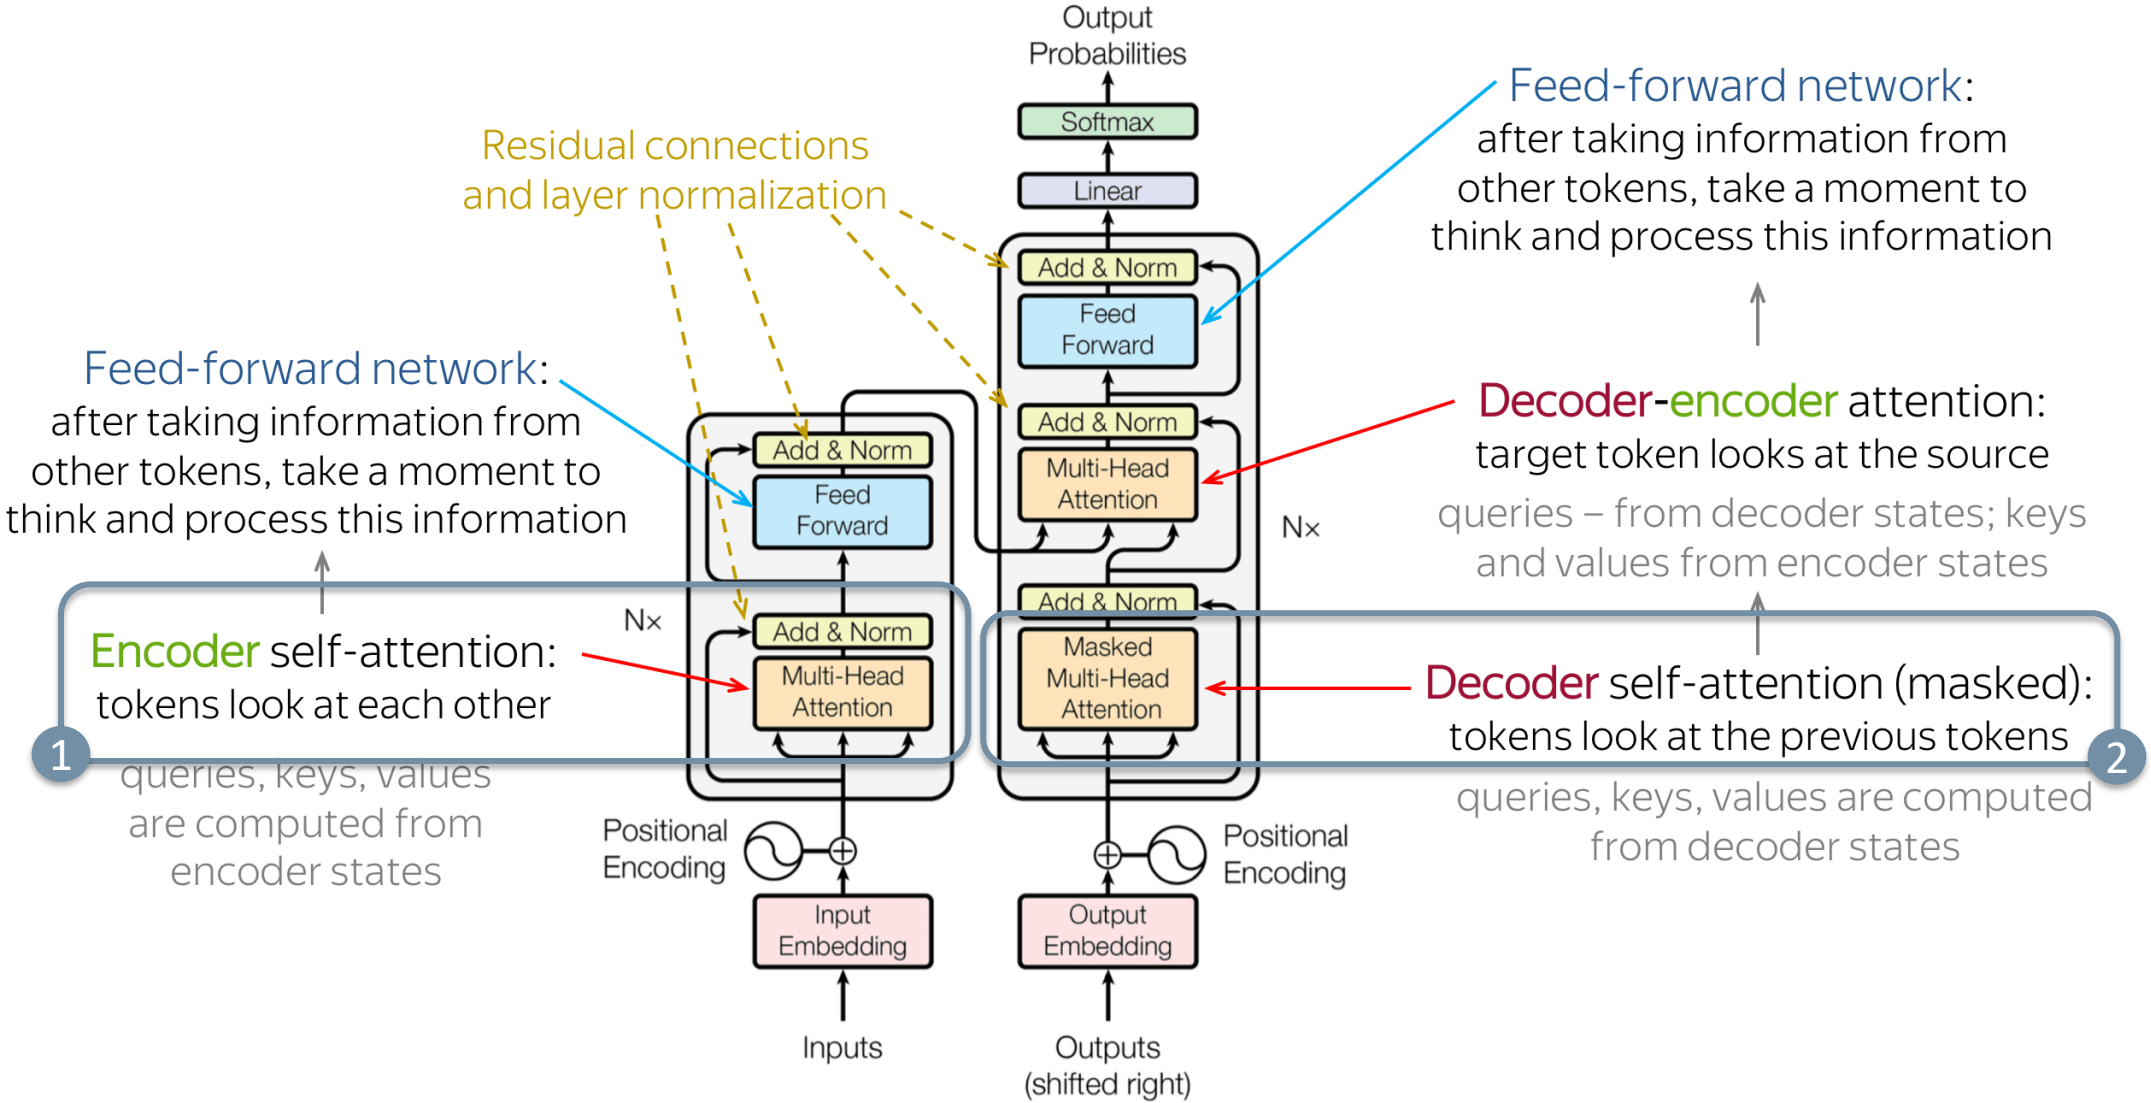 Output
Probabilities
Softmax
Linear
Add & Norm
Feed
Forward
Add & Norm
Multi-Head
Attention
Nx
Add & Norm
Masked
Multi-Head
Attention
Positional
Encoding
Output
Embedding
Outputs
(shifted right)
Residual connections
and layer normalization
Feed-forward network:
after taking information from
other tokens, take a moment to
think and process this information
Add & Norm
Feed
Forward
Nx
Add & Norm
Multi-Head
Attention
Encoder self-attention:
tokens look at each other
1
queries, keys, values
are computed from
encoder states
Positional
Encoding
Input
Embedding
Inputs
Feed-forward network:
after taking information from
other tokens, take a moment to
think and process this information
Decoder-encoder attention:
target token looks at the source
queries – from decoder states; keys
and values from encoder states
Decoder self-attention (masked):
tokens look at the previous tokens
2
queries, keys, values are computed
from decoder states